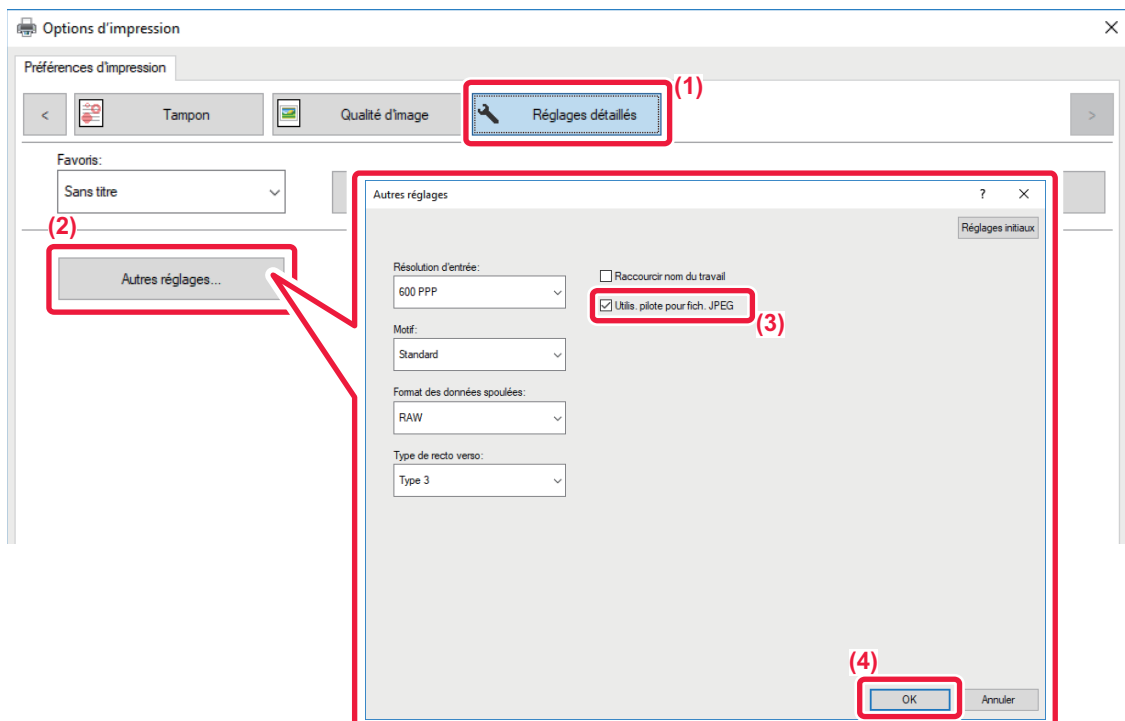 Options d'impression
Préférences d'impression
(1)
<
Tampon
Qualité d'image
Réglages détaillés
>
Favoris:
Sans titre
(2)
Autres réglages...
Autres réglages
?
Réglages initiaux
Résolution d'entrée:
600 PPP
Raccourcir nom du travail
Utilis. pilote pour fich. JPEG
(3)
Motif:
Standard
Format des données spoulées:
RAW
Type de recto verso:
Type 3
(4)
OK
Annuler